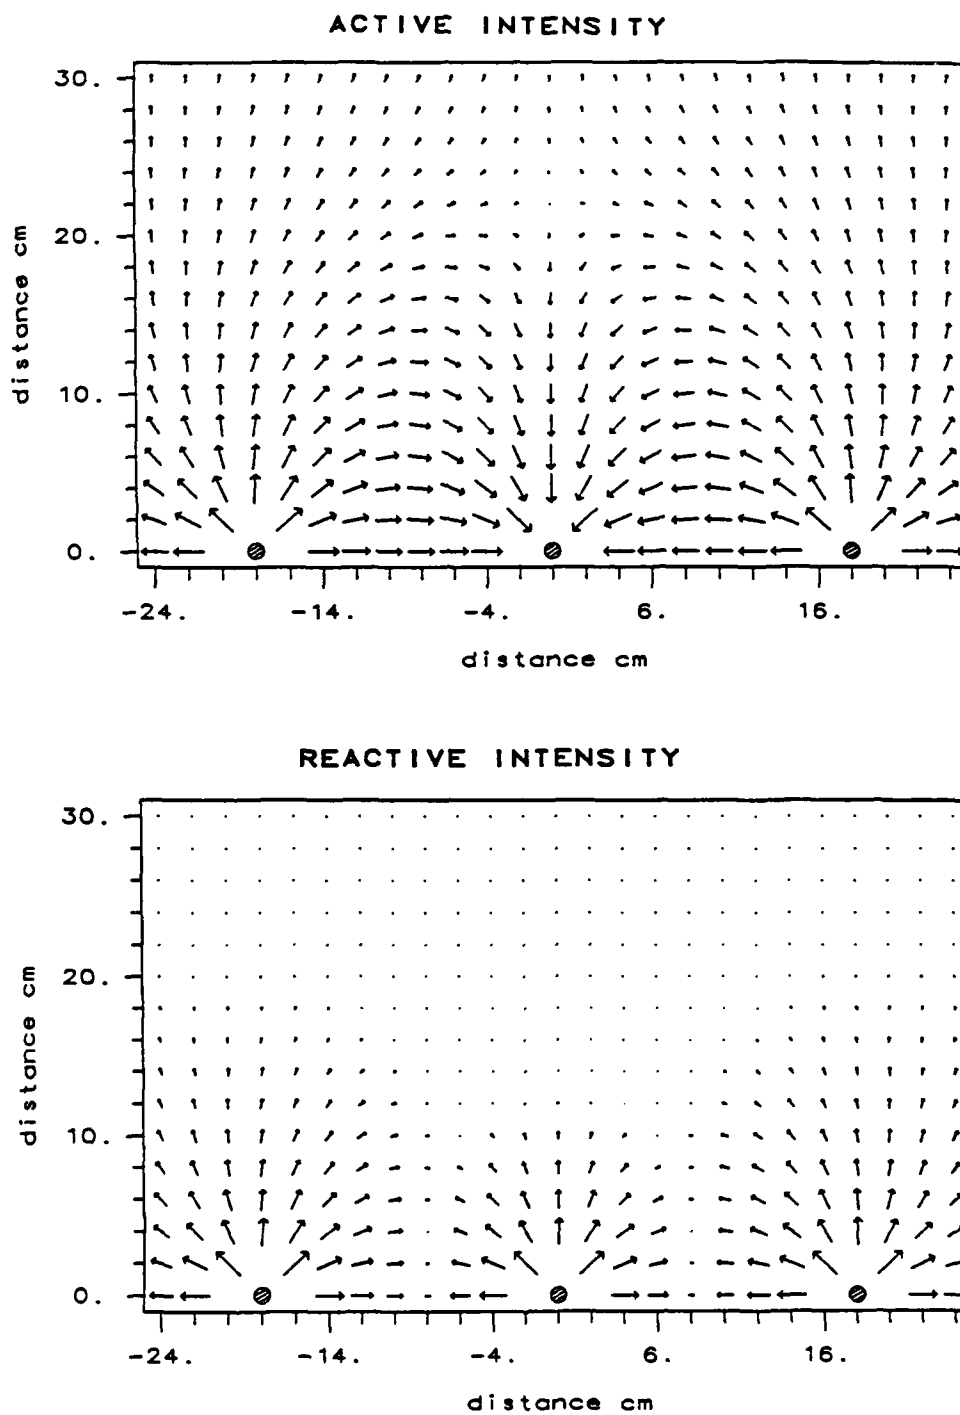 ACTIVE INTENSITY
30.
20.
10.
0.
distance cm
-24. -14. -4. 6. 16.
distance cm
REACTIVE INTENSITY
30.
20.
10.
0.
distance cm
-24. -14. -4. 6. 16.
distance cm